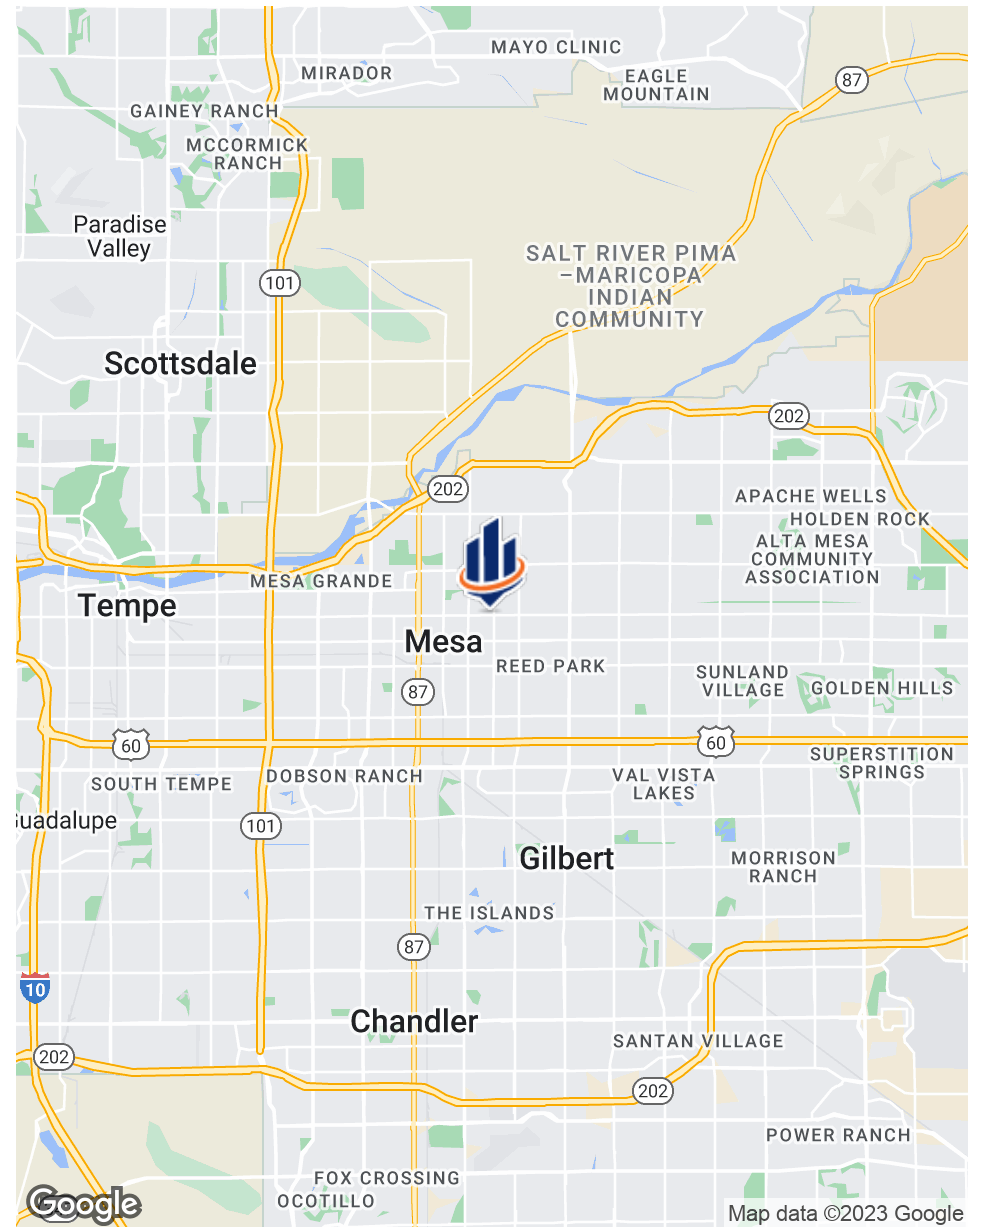 MAYO CLINIC
MIRADOR
EAGLE
MOUNTAIN
87
GAINEY RANCH
MCCORMICK
RANCH
Paradise
Valley
SALT RIVER PIMA
–MARICOPA
INDIAN
COMMUNITY
101
Scottsdale
202
202
APACHE WELLS
HOLDEN ROCK
ALTA MESA
COMMUNITY
ASSOCIATION
MESA GRANDE
Tempe
Mesa
REED PARK
SUNLAND
VILLAGE
GOLDEN HILLS
87
60
60
SUPERSTITION
SPRINGS
SOUTH TEMPE
DOBSON RANCH
VAL VISTA
LAKES
Guadalupe
101
Gilbert
MORRISON
RANCH
THE ISLANDS
87
10
Chandler
SANTAN VILLAGE
202
202
POWER RANCH
FOX CROSSING
OCOTILLO
Google
Map data ©2023 Google